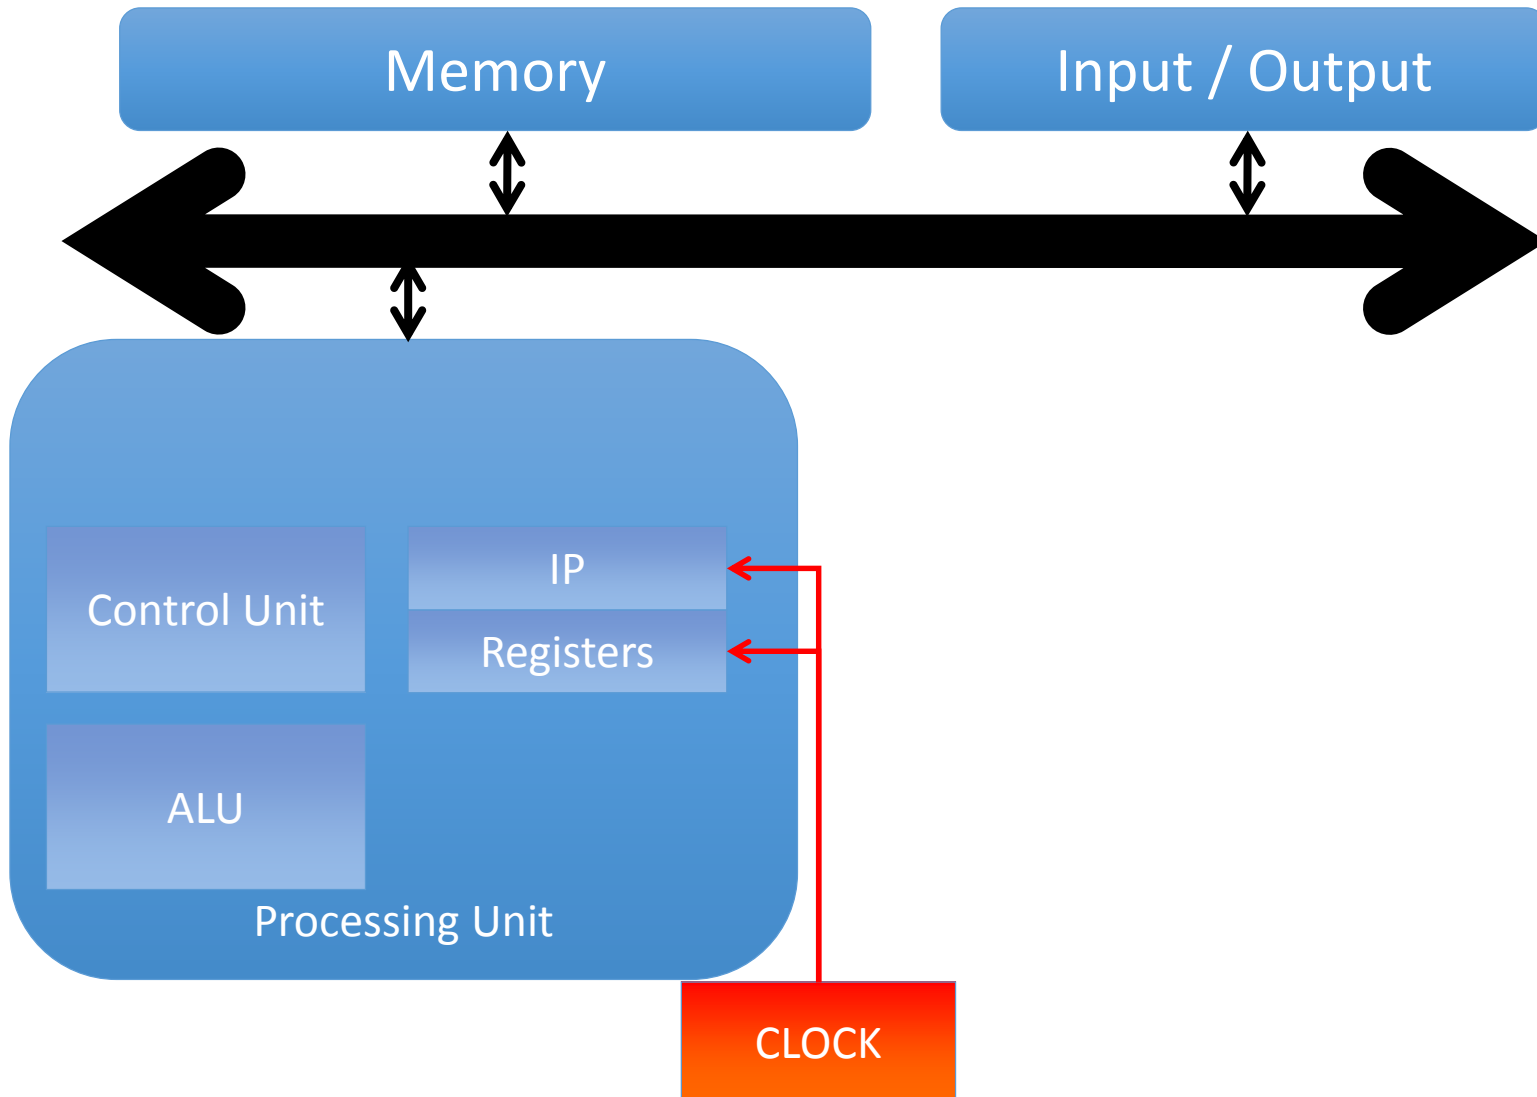 Memory
Input / Output
IP
Control Unit
Registers
ALU
Processing Unit
CLOCK